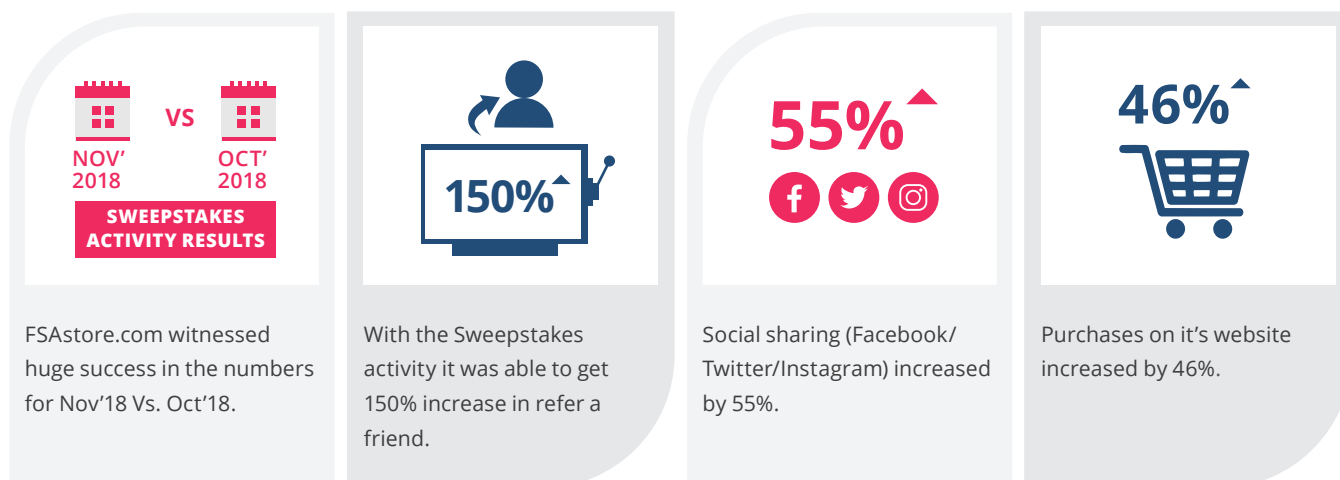 NOV’
2018
VS
OCT’
2018
SWEEPSTAKES
ACTIVITY RESULTS
FSAstore.com witnessed
huge success in the numbers
for Nov’18 Vs. Oct’18.
150%
With the Sweepstakes
activity it was able to get
150% increase in refer a
friend.
55%
Social sharing (Facebook/
Twitter/Instagram) increased
by 55%.
46%
Purchases on it’s website
increased by 46%.